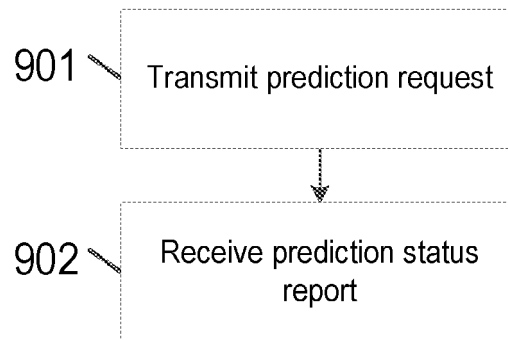 901
Transmit prediction request
902
Receive prediction status
report